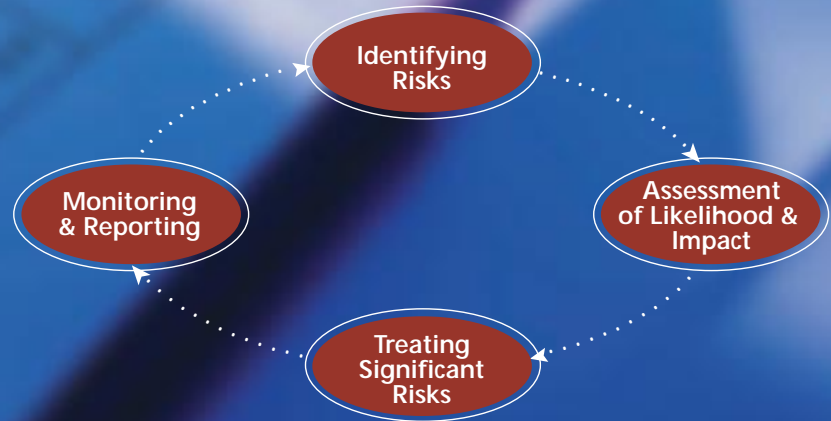 Identifying
Risks
Assessment
of Likelihood &
Impact
Treating
Significant
Risks
Monitoring
& Reporting